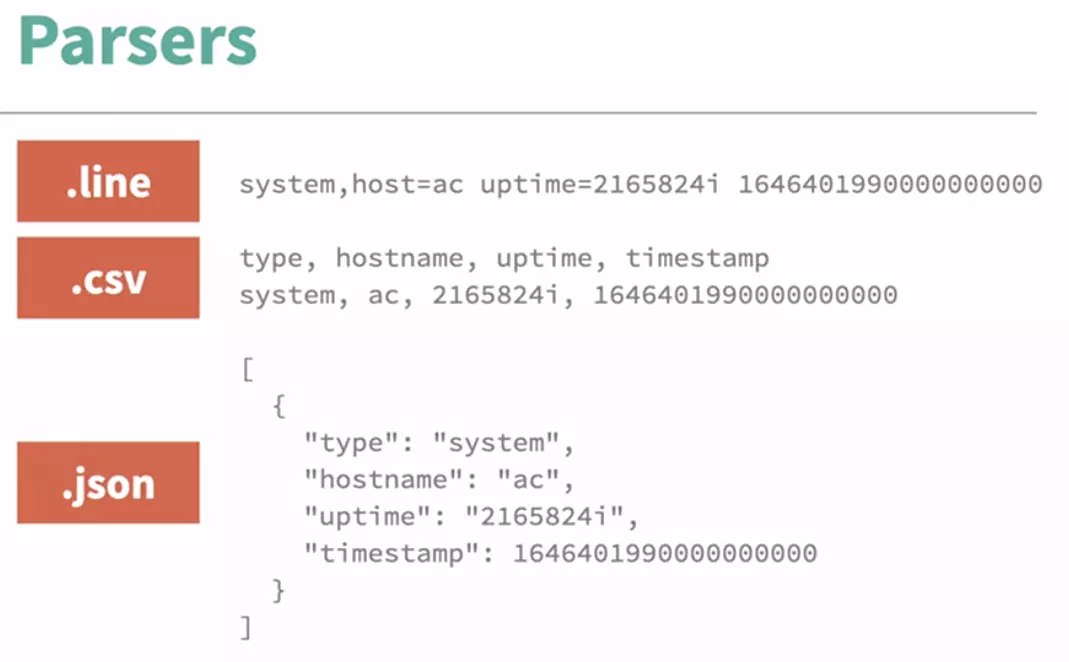 Parsers
.line
system,host=ac uptime=2165824i 1646401990000000000
.csv
type, hostname, uptime, timestamp
system, ac, 2165824i, 1646401990000000000
.json
[
{
"type": "system",
"hostname": "ac",
"uptime": "2165824i",
"timestamp": 1646401990000000000
}
]